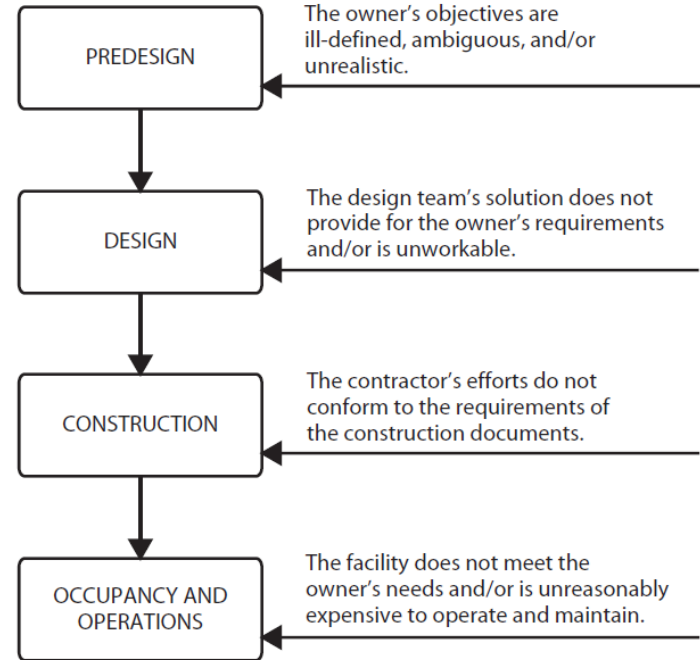 The owner’s objectives are
ill-defined, ambiguous, and/or
unrealistic.
PREDESIGN
The design team’s solution does not
provide for the owner’s requirements
and/or is unworkable.
DESIGN
The contractor’s efforts do not
conform to the requirements of
the construction documents.
CONSTRUCTION
The facility does not meet the
owner’s needs and/or is unreasonably
expensive to operate and maintain.
OCCUPANCY AND
OPERATIONS